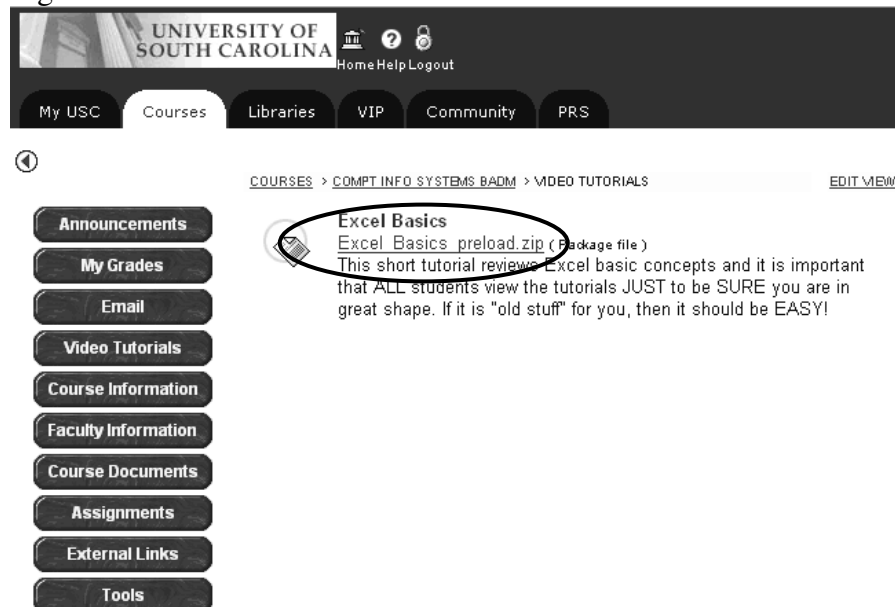 UNIVERSITY OF
SOUTH CAROLINA
Home Help Logout
My USC Courses Libraries VIP Community PRS
COURSES > COMPT INFO SYSTEMS BADM > VIDEO TUTORIALS EDIT VIEW
Excel Basics
Excel Basics preload.zip ( Package file )
This short tutorial reviews Excel basic concepts and it is important
that ALL students view the tutorials JUST to be SURE you are in
great shape. If it is "old stuff" for you, then it should be EASY!
Announcements
My Grades
Email
Video Tutorials
Course Information
Faculty Information
Course Documents
Assignments
External Links
Tools